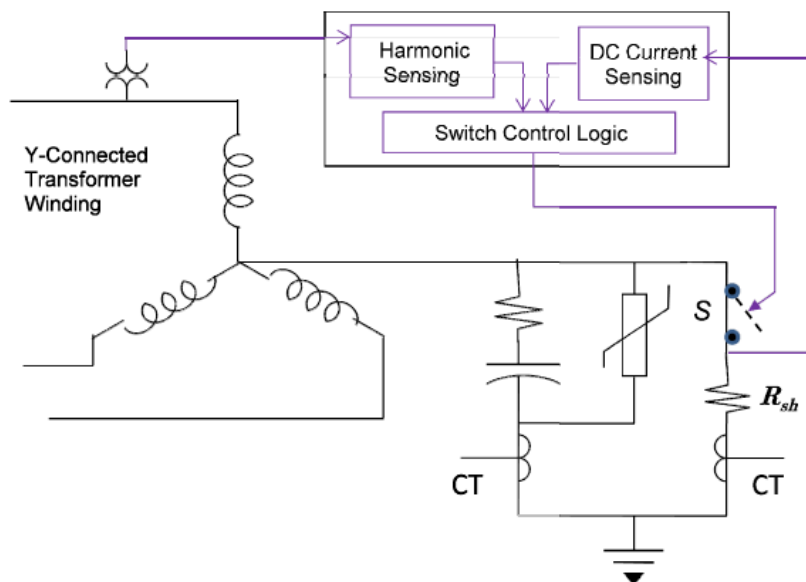 Harmonic
Sensing
DC Current
Sensing
Switch Control Logic
Y-Connected
Transformer
Winding
S
R_sh
CT
CT